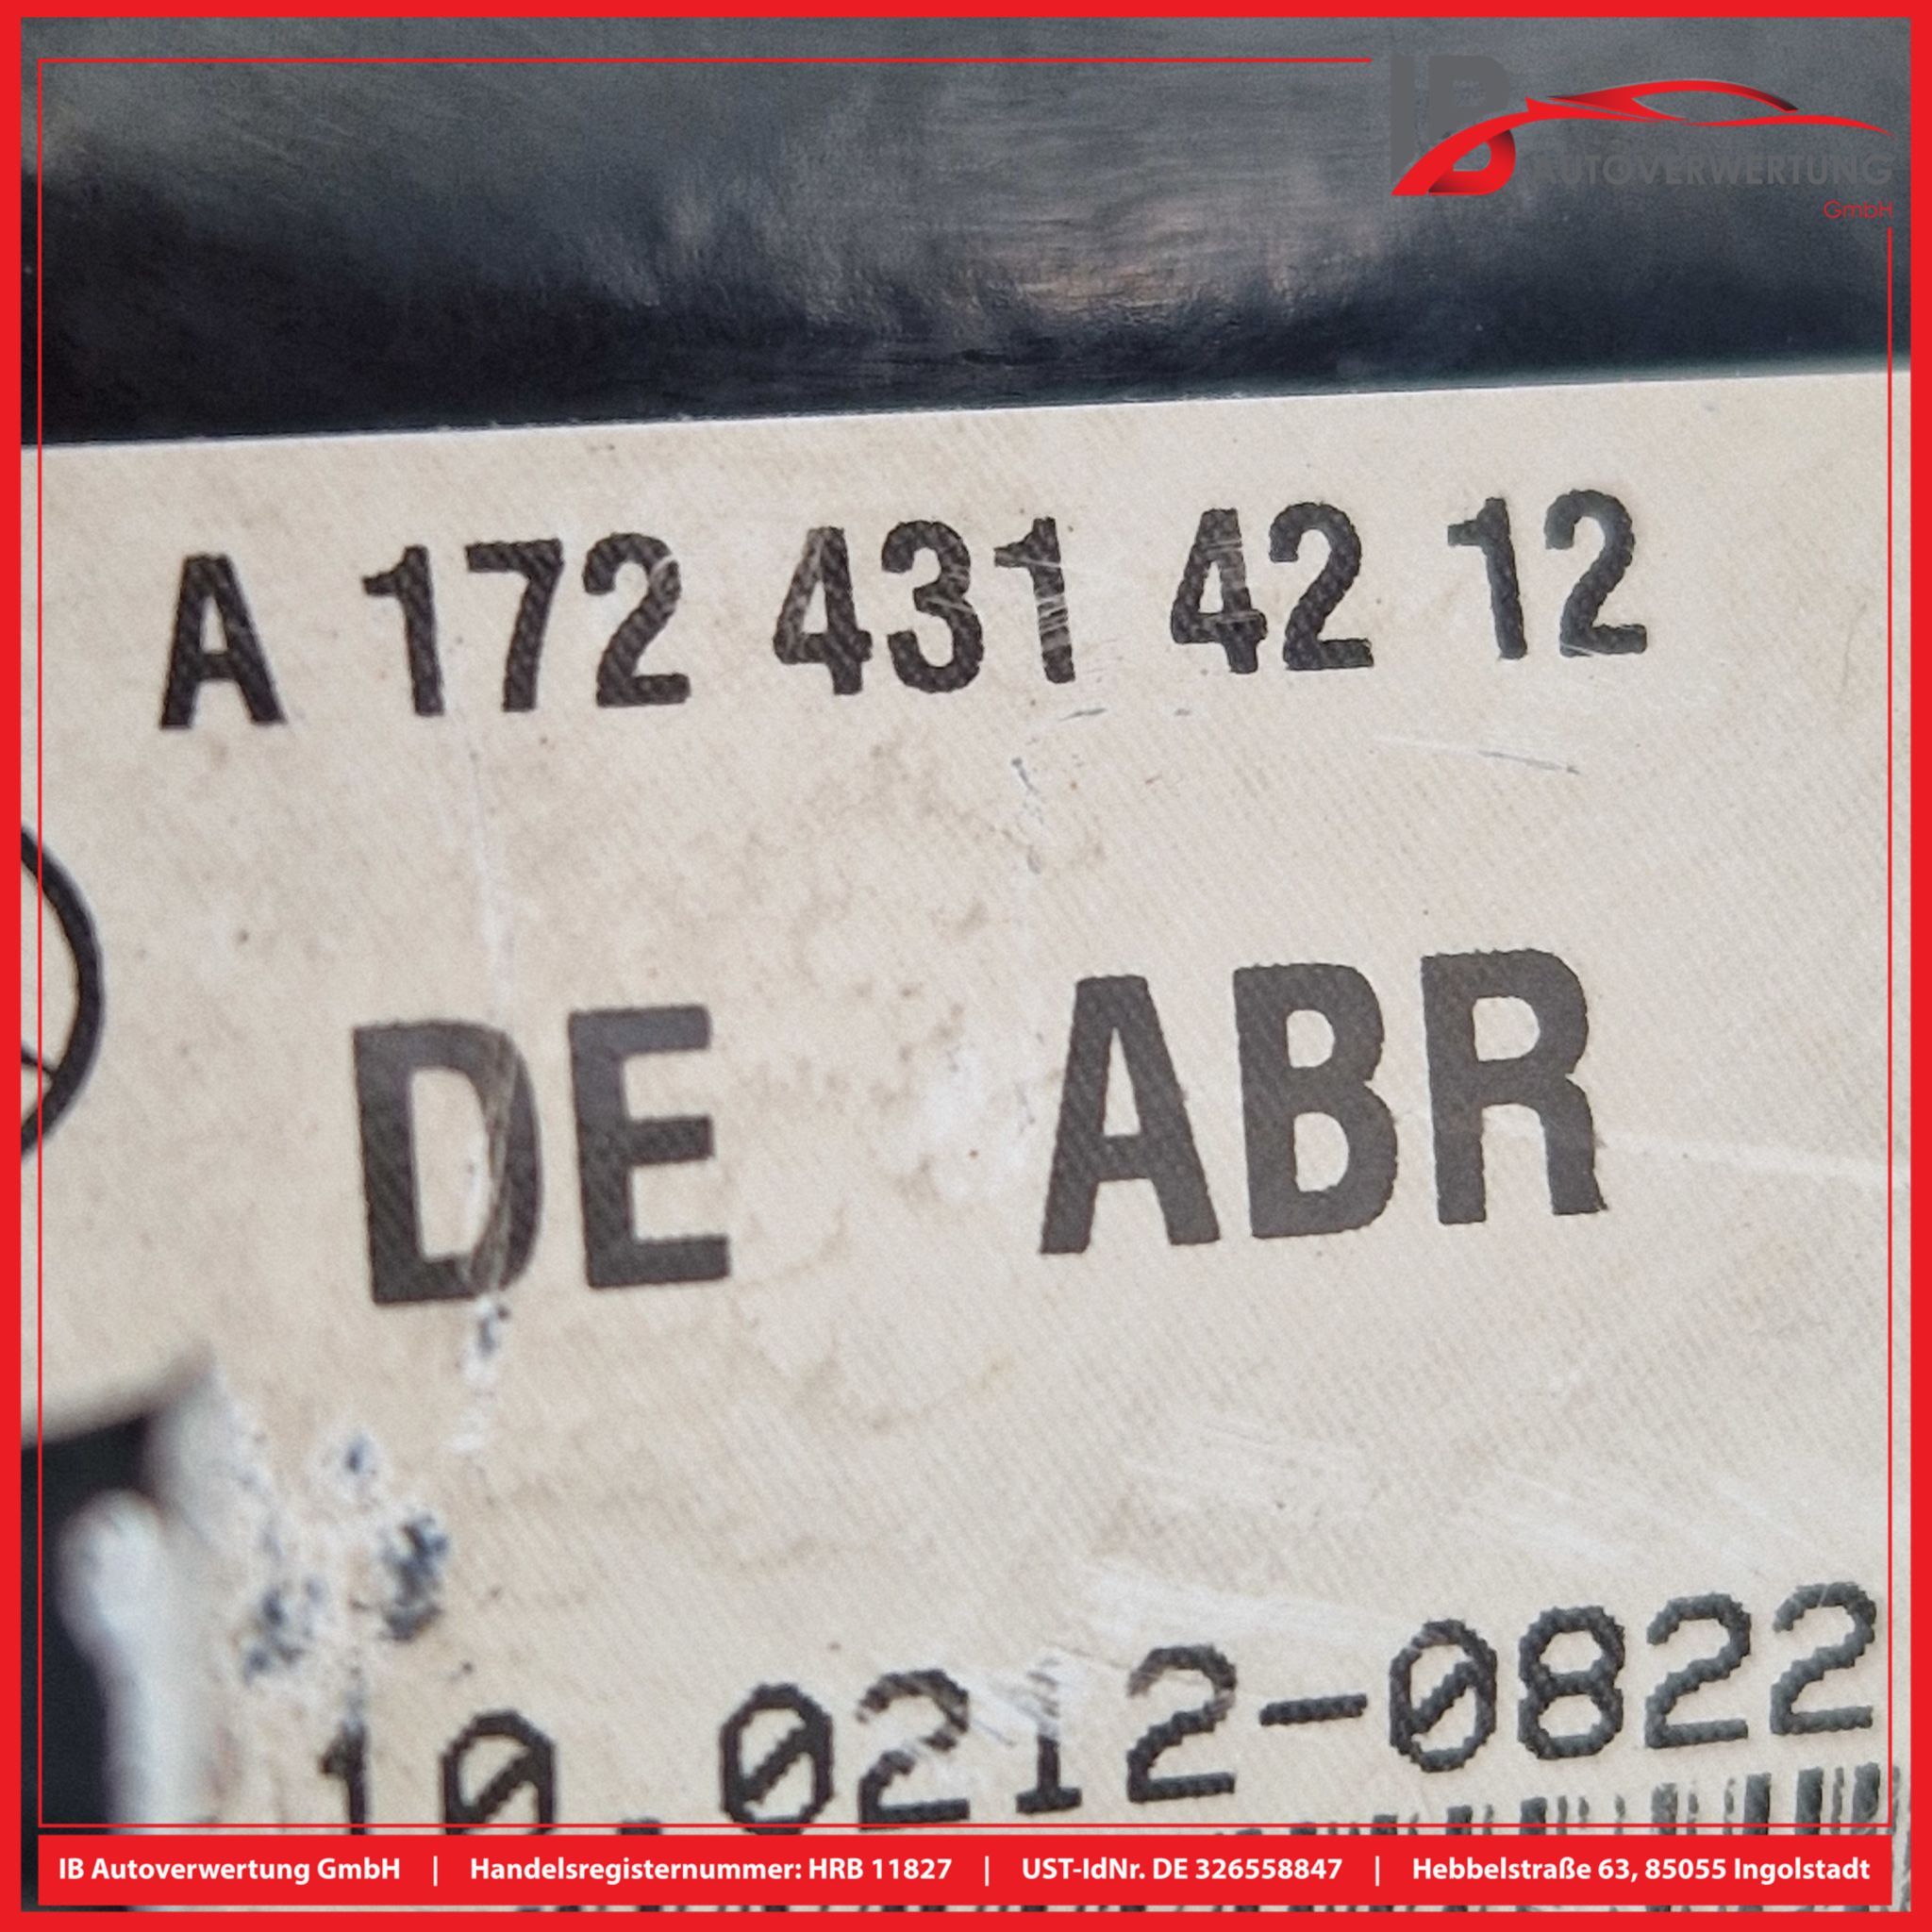 IB
AUTOVERWERTUNG
GmbH
A 172 431 42 12
DE ABR
10.0212-0822
IB Autoverwertung GmbH | Handelsregisternummer: HRB 11827 | UST-IdNr. DE 326558847 | Hebbelstraße 63, 85055 Ingolstadt